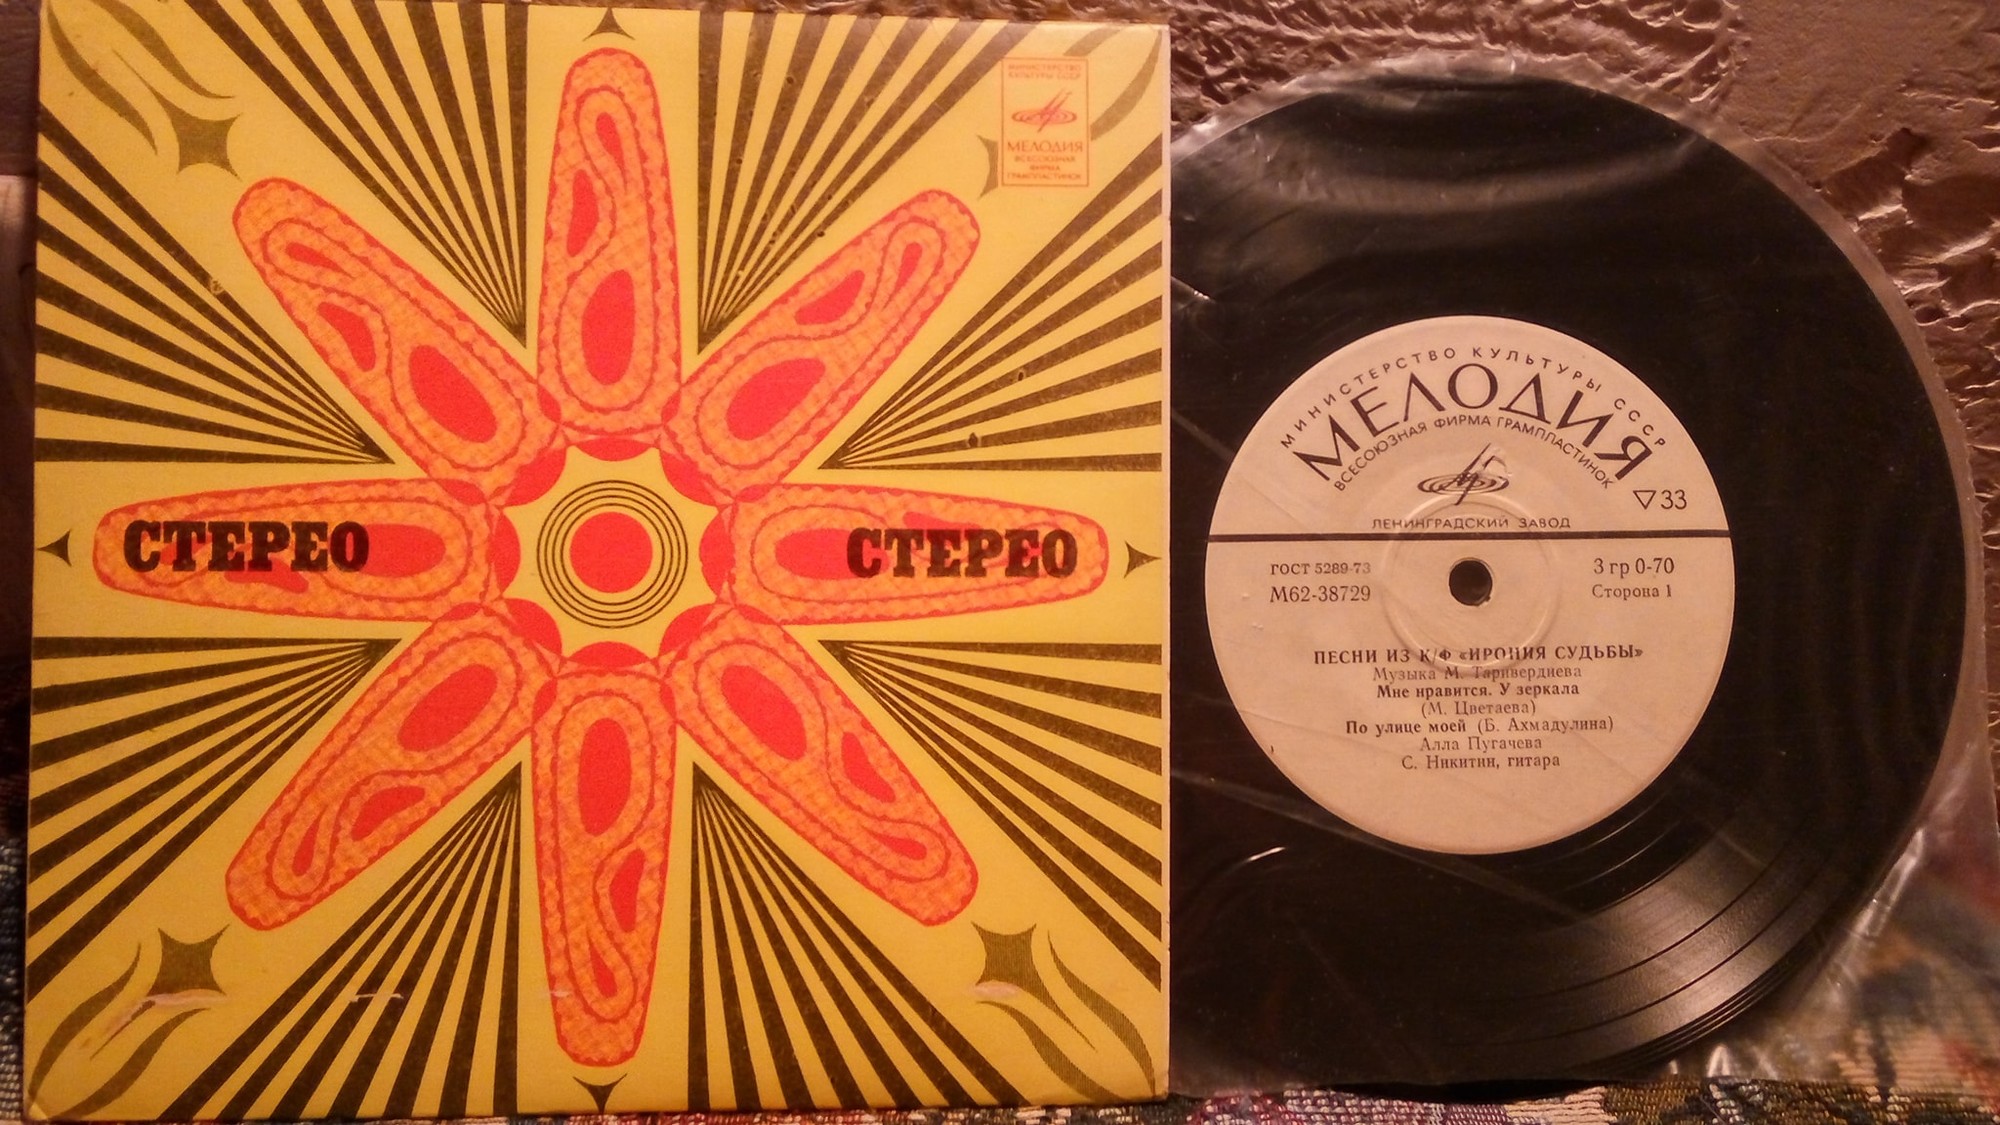 МИНИСТЕРСТВО
КУЛЬТУРЫ СССР
МЕЛОДИЯ
ВСЕСОЮЗНАЯ
ФИРМА
ГРАМПЛАСТИНОК
СТЕРЕО
СТЕРЕО
МИНИСТЕРСТВО КУЛЬТУРЫ СССР
МЕЛОДИЯ
ВСЕСОЮЗНАЯ ФИРМА ГРАМПЛАСТИНОК
▽33
ЛЕНИНГРАДСКИЙ ЗАВОД
ГОСТ 5289-73
3 гр 0-70
М62-38729
Сторона 1
ПЕСНИ ИЗ К/Ф «ИРОНИЯ СУДЬБЫ»
Музыка М. Таривердиева
Мне нравится. У зеркала
(М. Цветаева)
По улице моей (Б. Ахмадулина)
Алла Пугачева
С. Никитин, гитара